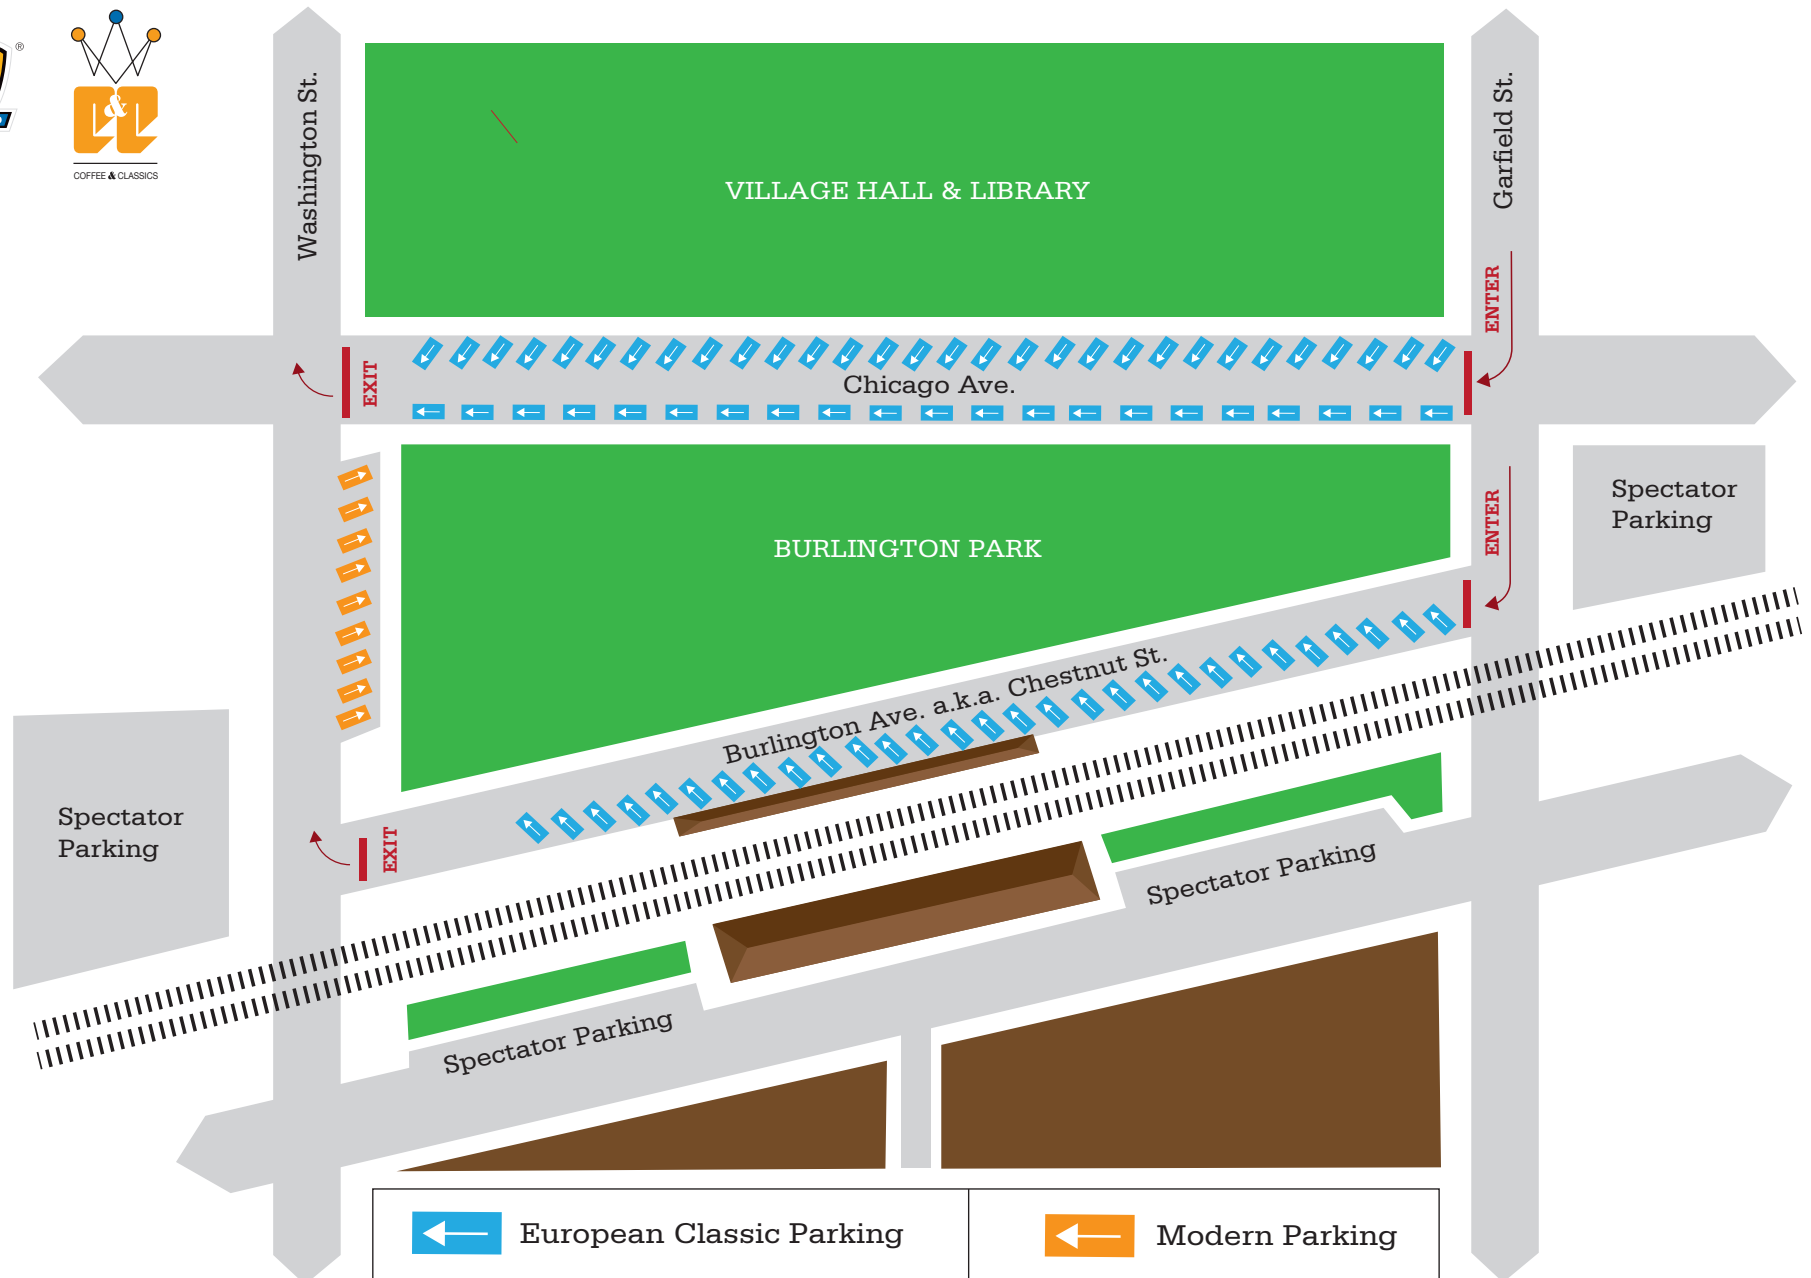 ®
COFFEE & CLASSICS
Washington St.
Garfield St.
VILLAGE HALL & LIBRARY
ENTER
EXIT
Chicago Ave.
Spectator
Parking
BURLINGTON PARK
ENTER
Burlington Ave. a.k.a. Chestnut St.
Spectator
Parking
EXIT
Spectator Parking
Spectator Parking
European Classic Parking
Modern Parking